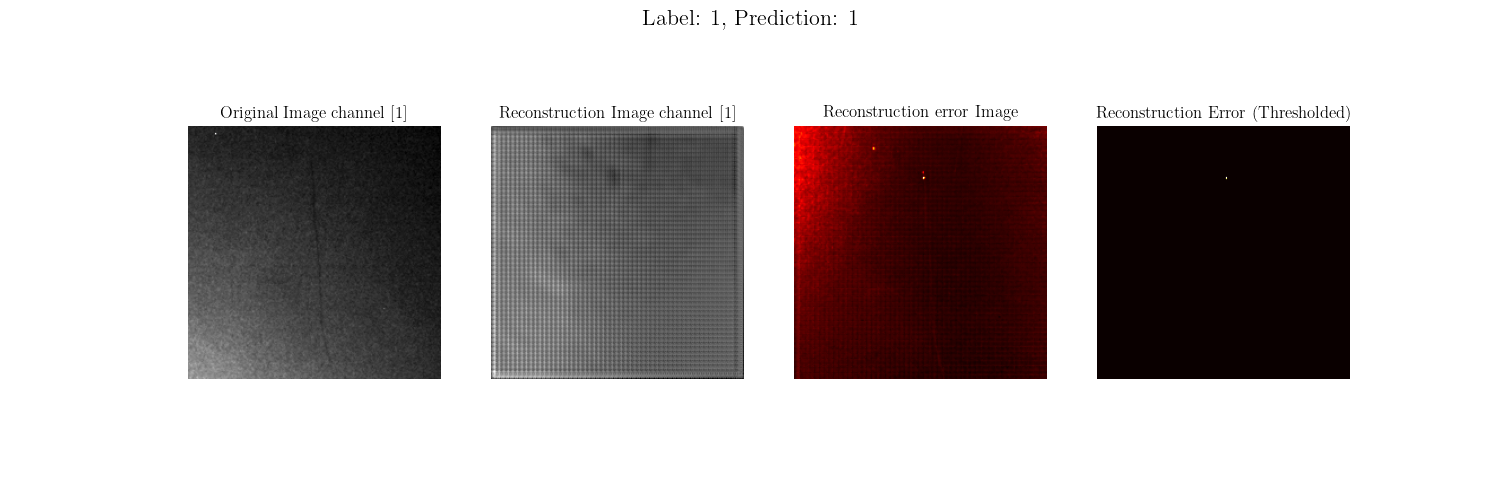 Label: 1, Prediction: 1
Original Image channel [1]
Reconstruction Image channel [1]
Reconstruction error Image
Reconstruction Error (Thresholded)